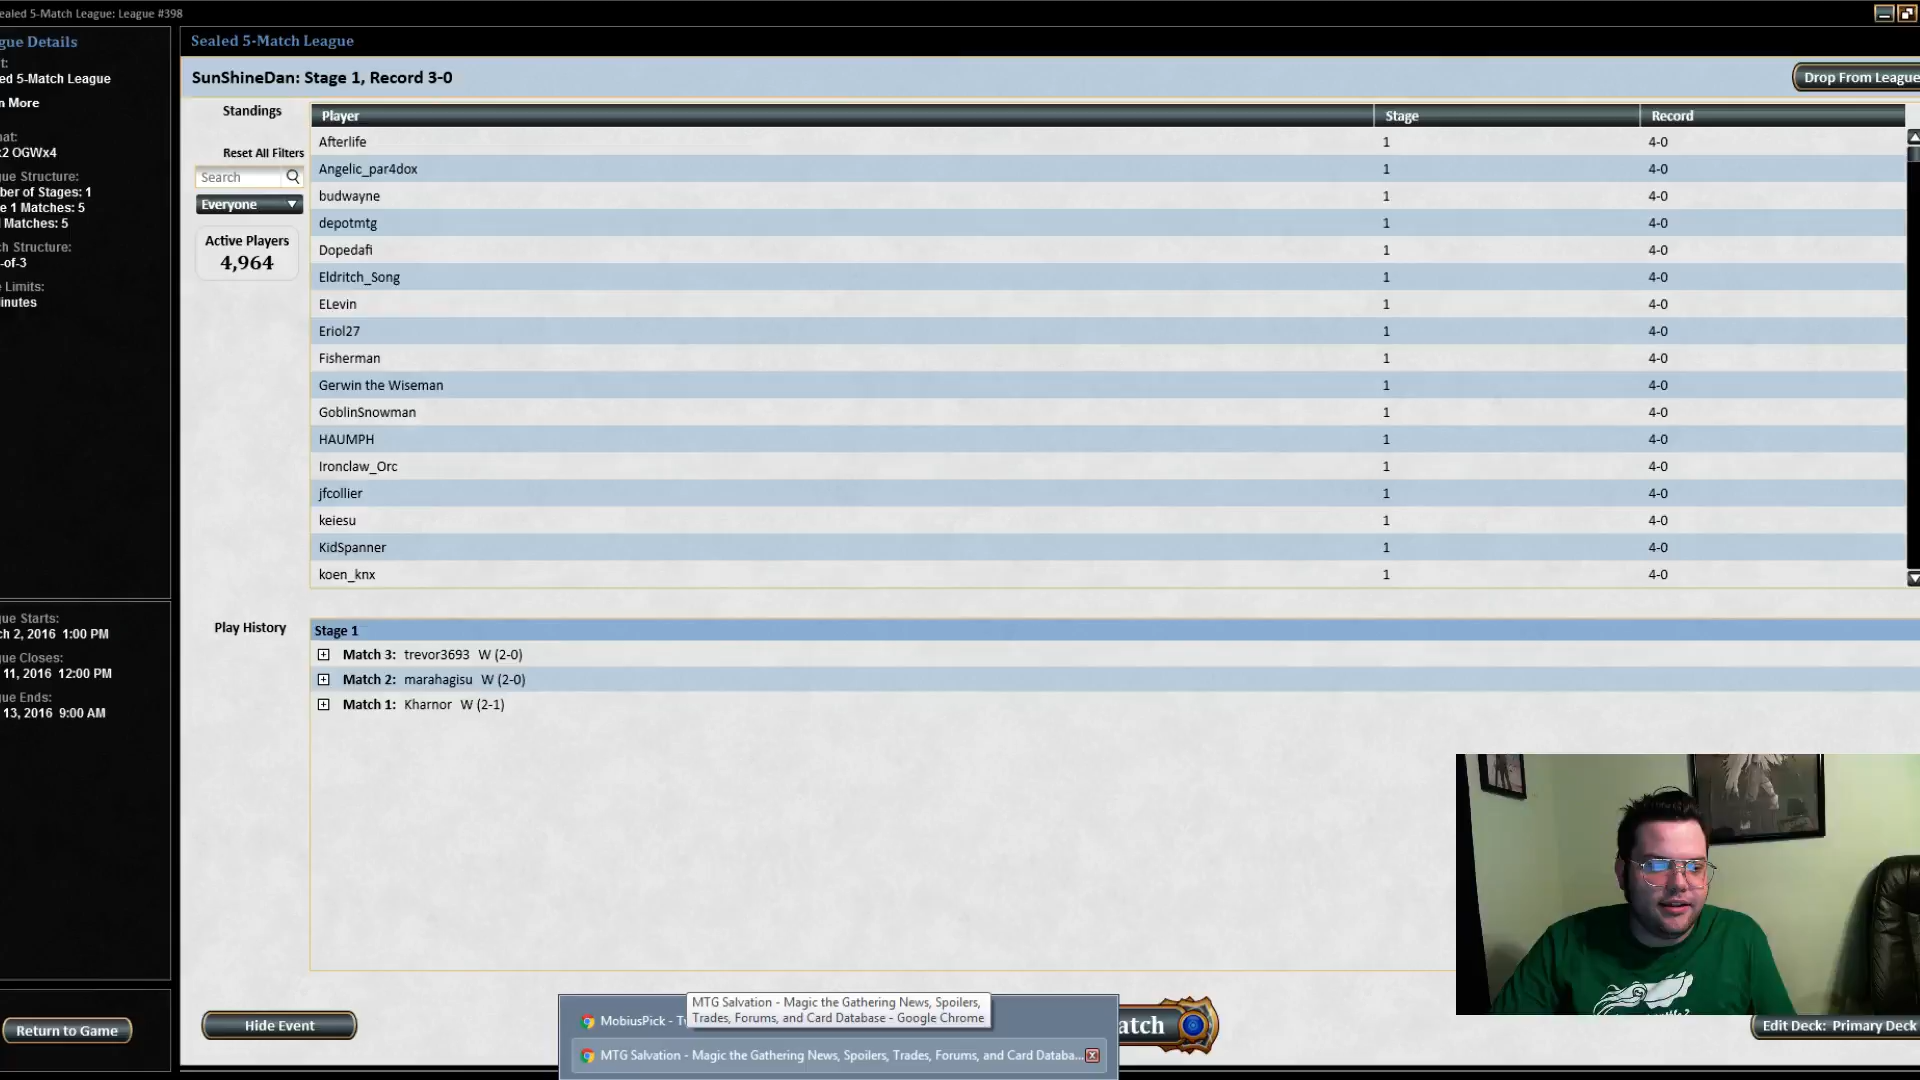 ealed 5-Match League: League #398
gue Details
t:
ed 5-Match League
n More
nat:
x2 OGWx4
gue Structure:
ber of Stages: 1
e 1 Matches: 5
l Matches: 5
ch Structure:
-of-3
e Limits:
inutes
gue Starts:
ch 2, 2016 1:00 PM
gue Closes:
11, 2016 12:00 PM
gue Ends:
13, 2016 9:00 AM
Return to Game
Sealed 5-Match League
SunShineDan: Stage 1, Record 3-0
Drop From League
Standings
Reset All Filters
Search
Everyone
Active Players
4,964
Player Stage Record
Afterlife 1 4-0
Angelic_par4dox 1 4-0
budwayne 1 4-0
depotmtg 1 4-0
Dopedafi 1 4-0
Eldritch_Song 1 4-0
ELevin 1 4-0
Eriol27 1 4-0
Fisherman 1 4-0
Gerwin the Wiseman 1 4-0
GoblinSnowman 1 4-0
HAUMPH 1 4-0
Ironclaw_Orc 1 4-0
jfcollier 1 4-0
keiesu 1 4-0
KidSpanner 1 4-0
koen_knx 1 4-0
Play History
Stage 1
Match 3: trevor3693 W (2-0)
Match 2: marahagisu W (2-0)
Match 1: Kharnor W (2-1)
Hide Event
MTG Salvation - Magic the Gathering News, Spoilers,
Trades, Forums, and Card Database - Google Chrome
MobiusPick - Tw
MTG Salvation - Magic the Gathering News, Spoilers, Trades, Forums, and Card Databa...
atch
Edit Deck: Primary Deck